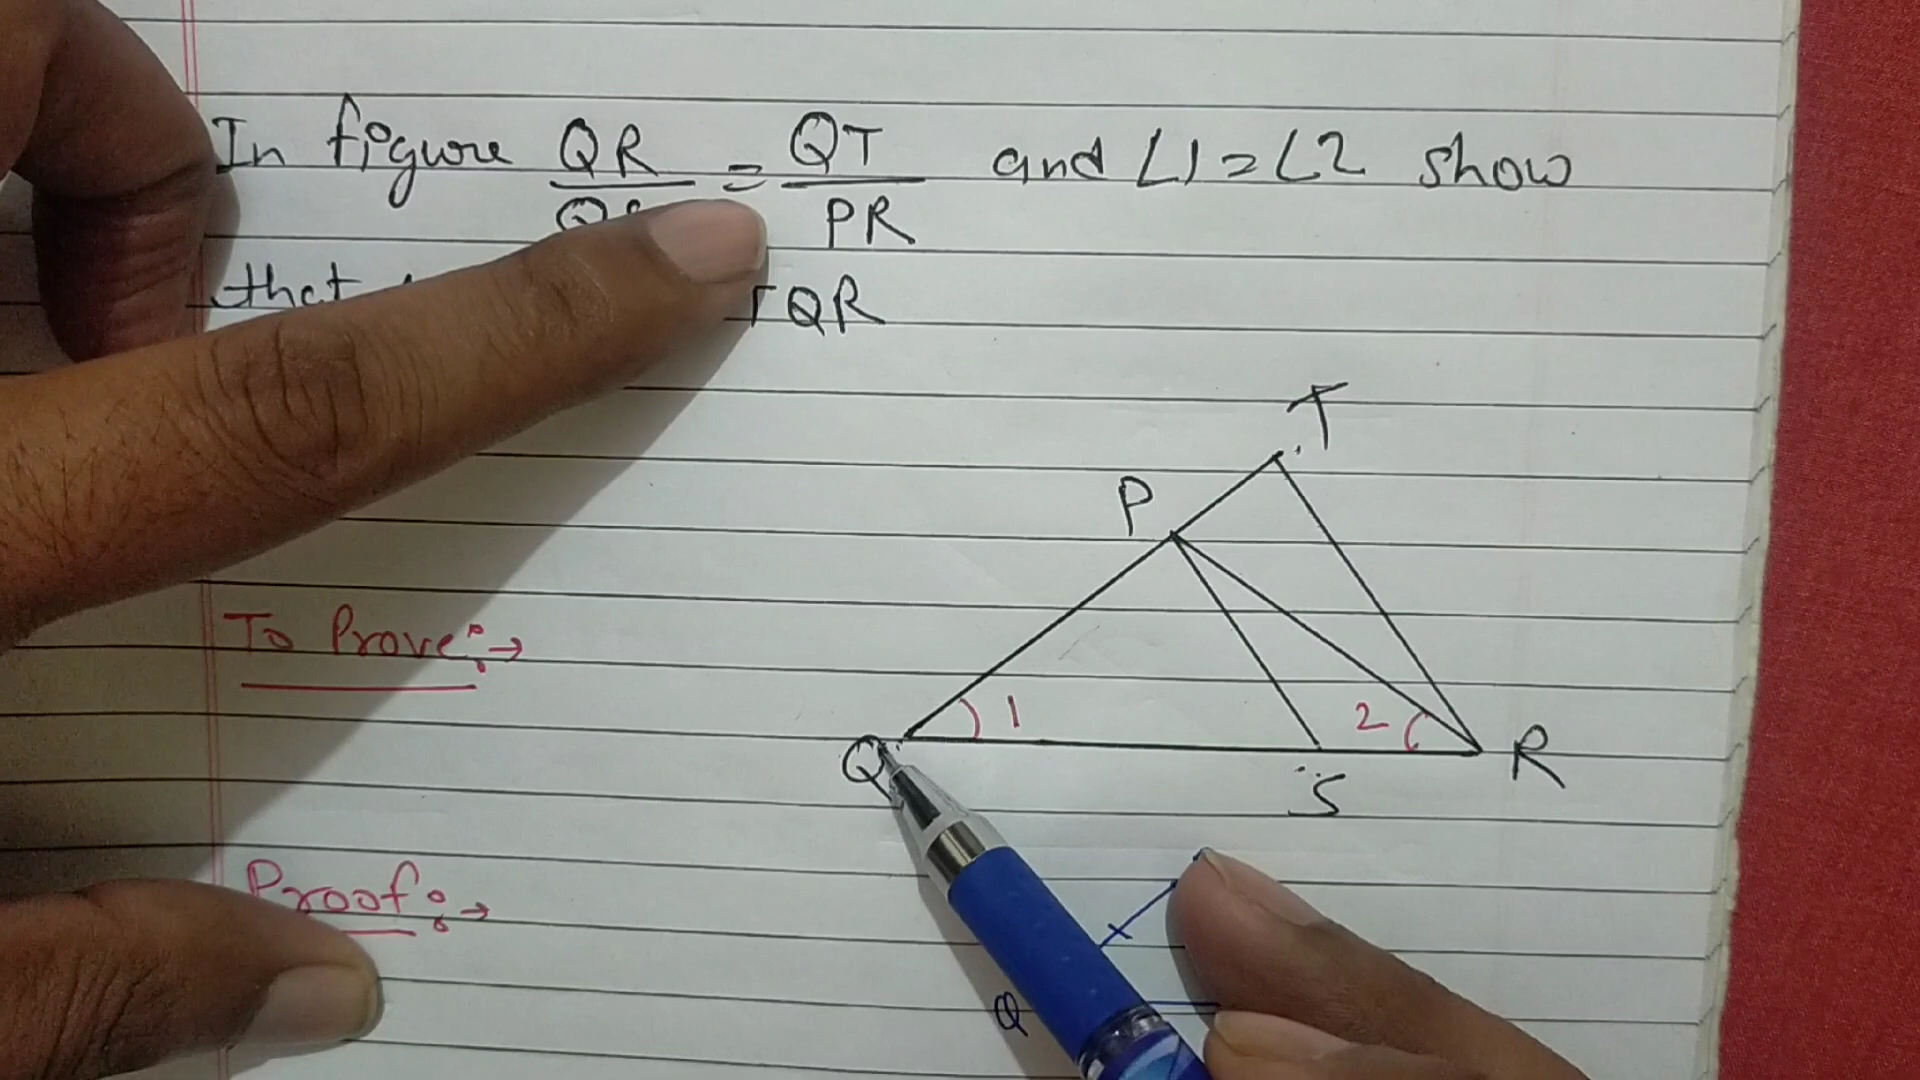 In figure QR = QT and ∠1=∠2 show
PR
that TQR
T
P
To Prove:→
1 2
Q S R
Proof:→
Q